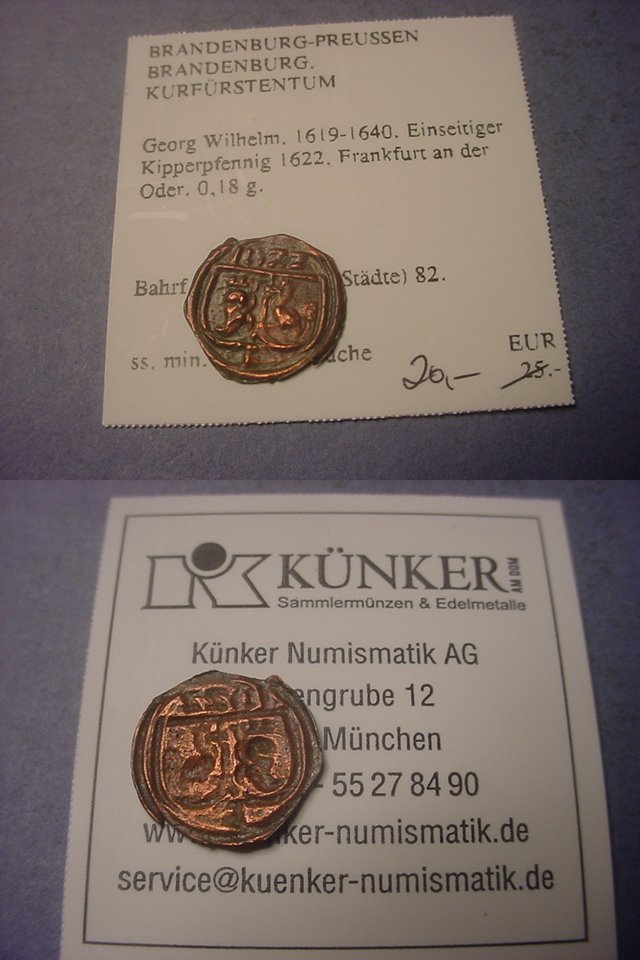 BRANDENBURG-PREUSSEN
BRANDENBURG.
KURFÜRSTENTUM
Georg Wilhelm, 1619-1640. Einseitiger
Kipperpfennig 1622, Frankfurt an der
Oder. 0,18 g.
1622
Bahrf Städte) 82.
ss. min.
EUR
20,- 25.-
KÜNKER AM DOM
Sammlermünzen & Edelmetalle
Künker Numismatik AG
engrube 12
München
- 55 27 84 90
ker-numismatik.de
service@kuenker-numismatik.de